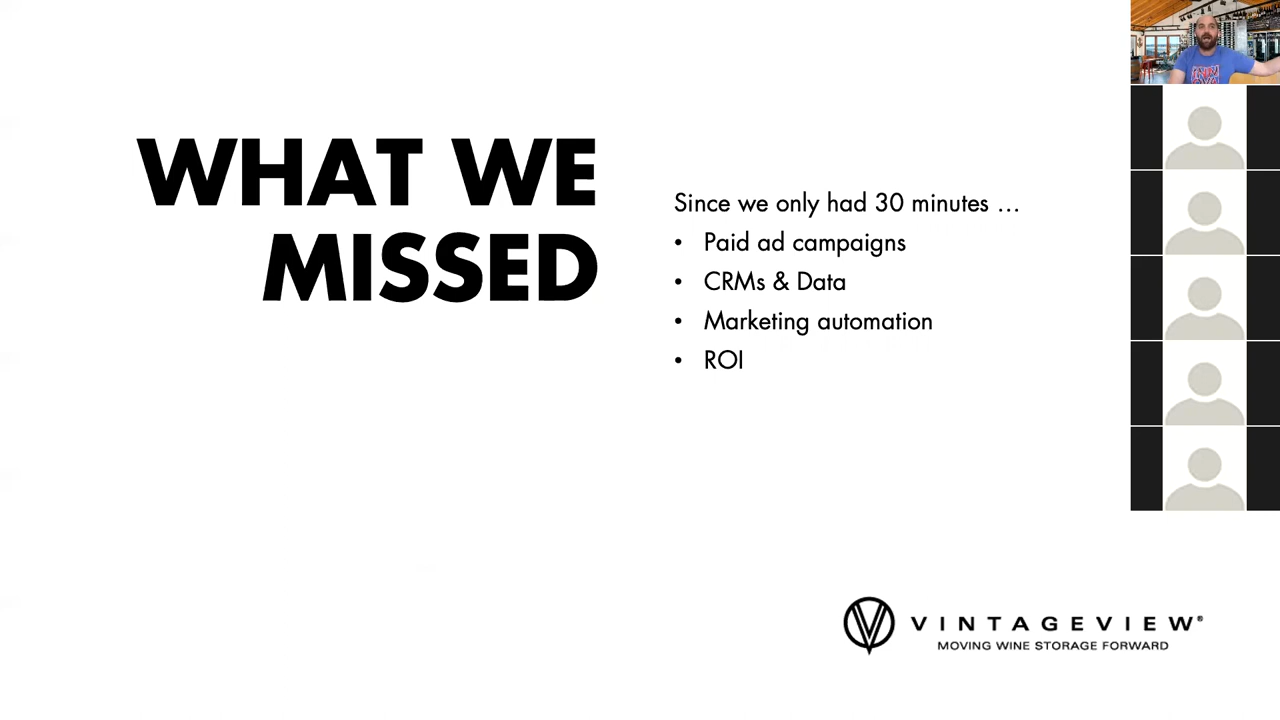 WHAT WE
MISSED
Since we only had 30 minutes …
• Paid ad campaigns
• CRMs & Data
• Marketing automation
• ROI
VINTAGEVIEW®
MOVING WINE STORAGE FORWARD